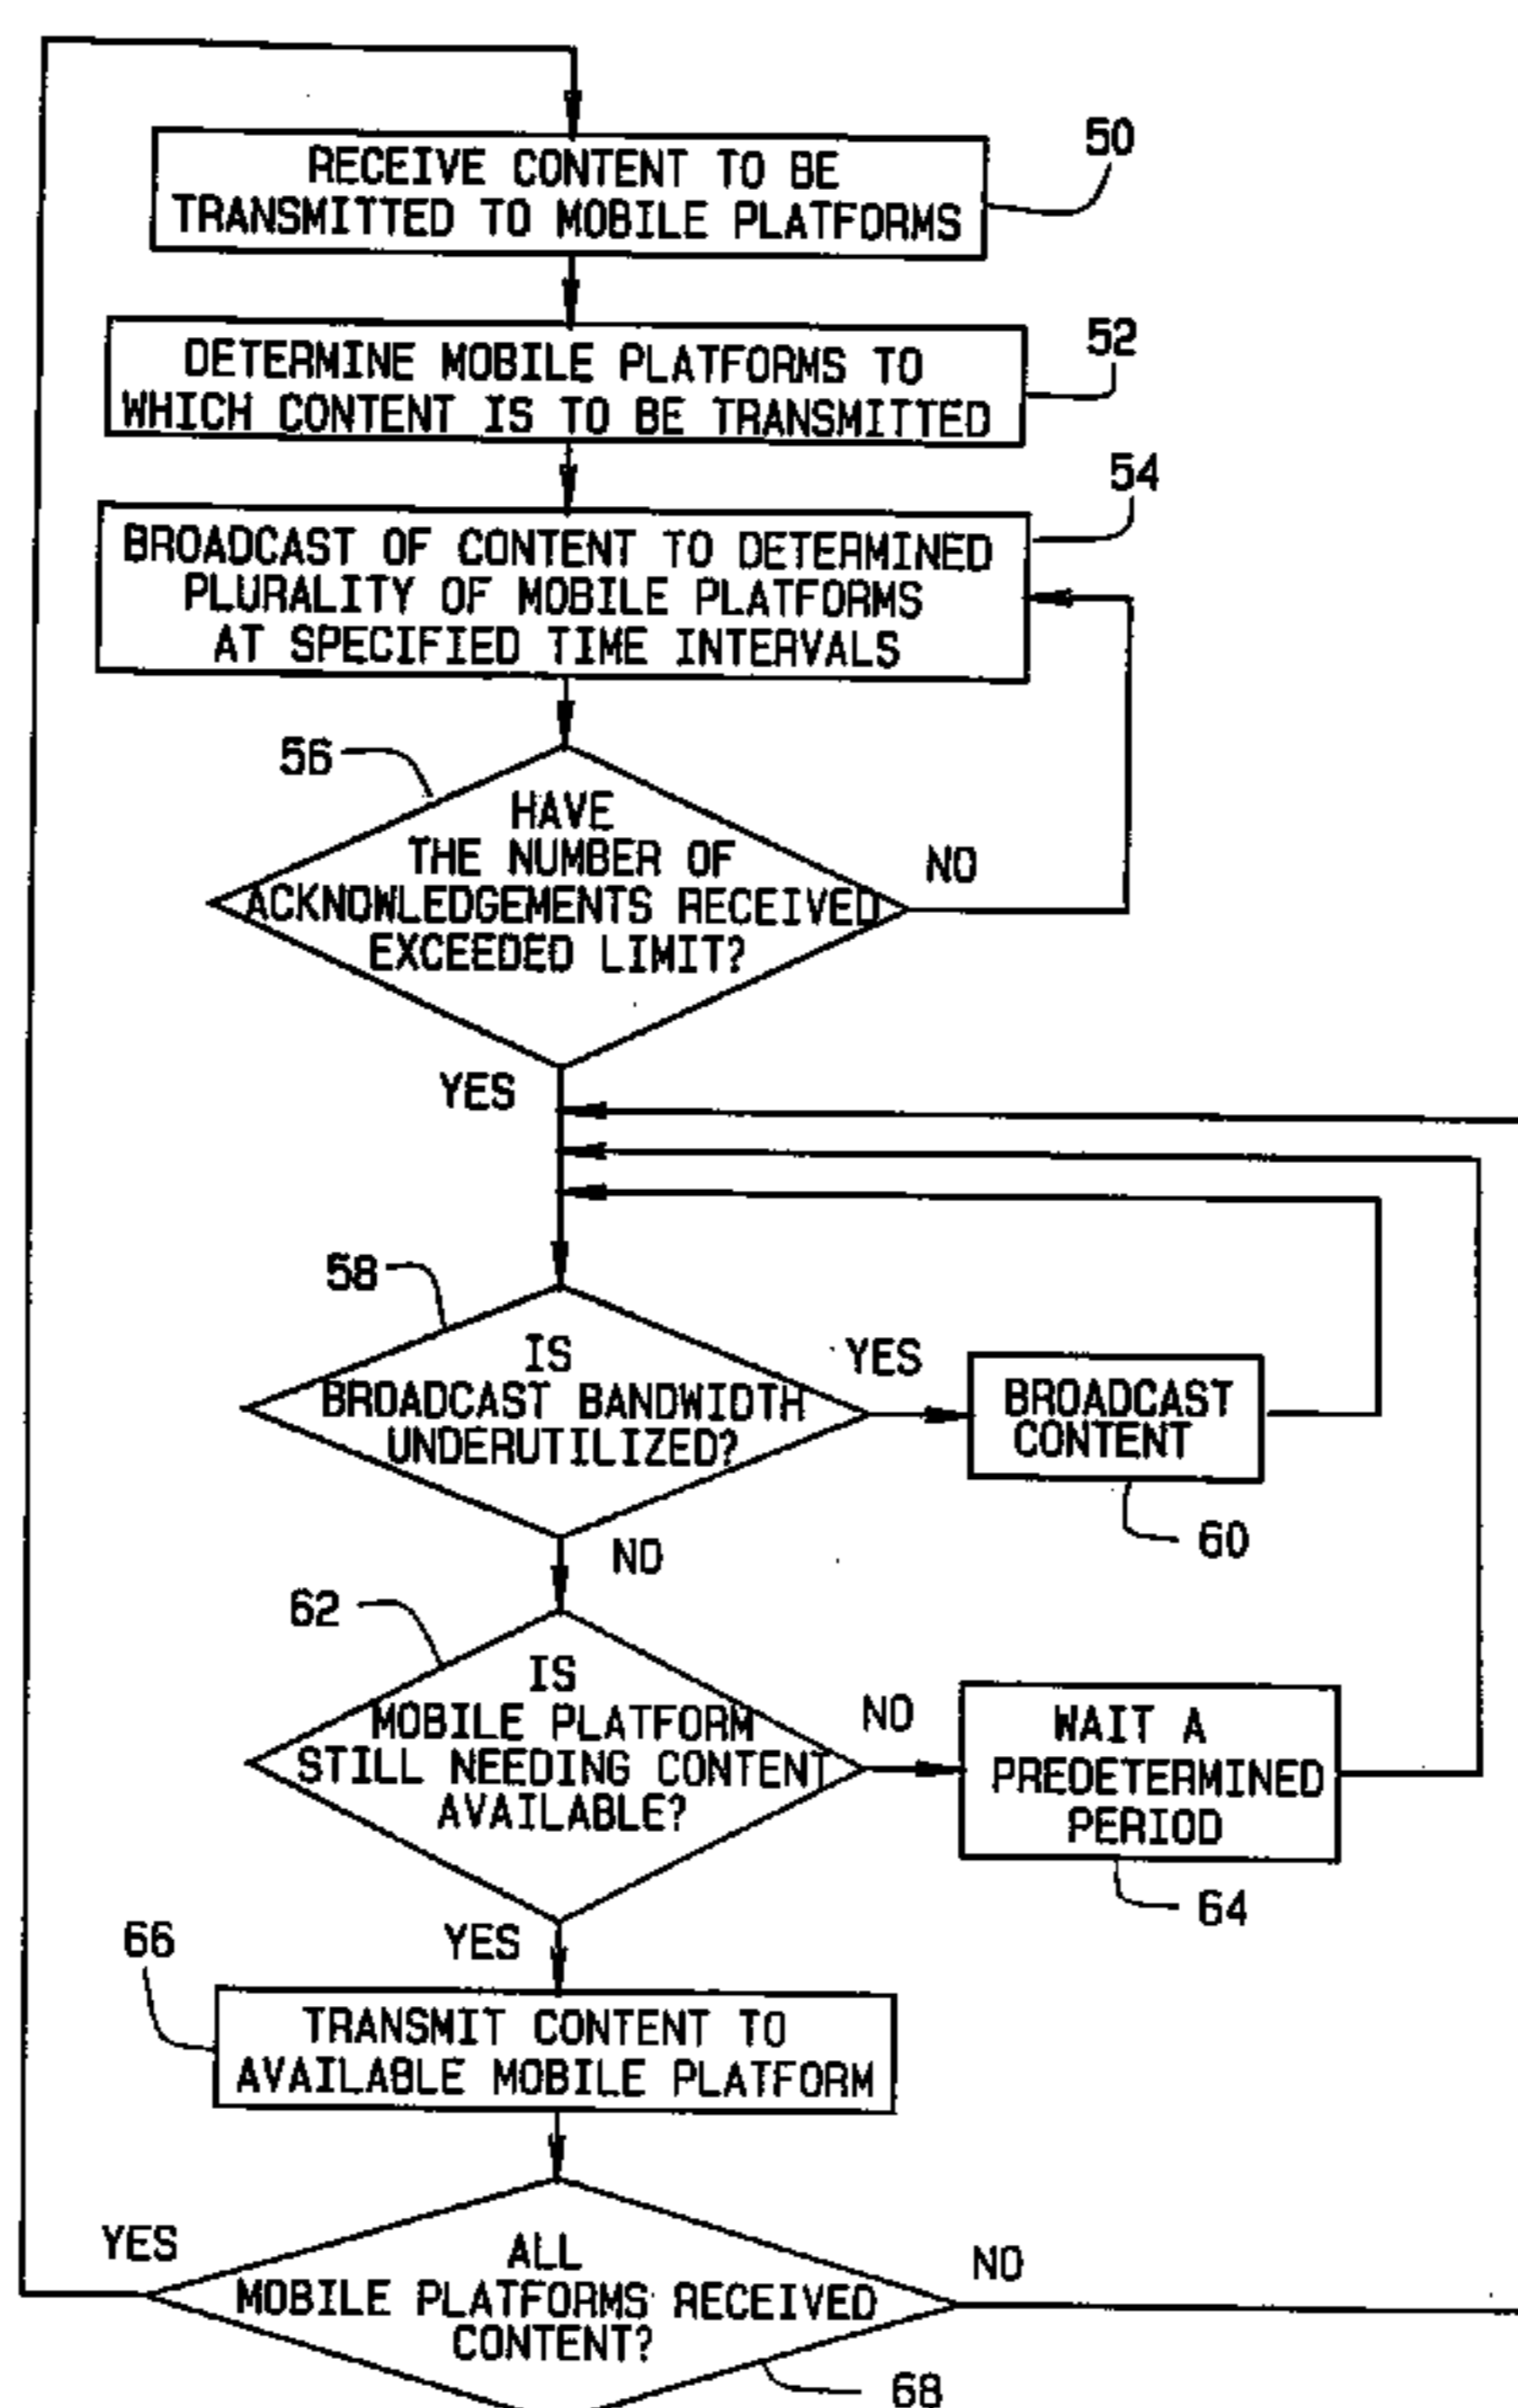 RECEIVE CONTENT TO BE
TRANSMITTED TO MOBILE PLATFORMS
50
DETERMINE MOBILE PLATFORMS TO
WHICH CONTENT IS TO BE TRANSMITTED
52
BROADCAST OF CONTENT TO DETERMINED
PLURALITY OF MOBILE PLATFORMS
AT SPECIFIED TIME INTERVALS
54
56
HAVE
THE NUMBER OF
ACKNOWLEDGEMENTS RECEIVED
EXCEEDED LIMIT?
NO
YES
58
IS
BROADCAST BANDWIDTH
UNDERUTILIZED?
YES
BROADCAST
CONTENT
60
NO
62
IS
MOBILE PLATFORM
STILL NEEDING CONTENT
AVAILABLE?
NO
WAIT A
PREDETERMINED
PERIOD
64
YES
66
TRANSMIT CONTENT TO
AVAILABLE MOBILE PLATFORM
YES
ALL
MOBILE PLATFORMS RECEIVED
CONTENT?
NO
68